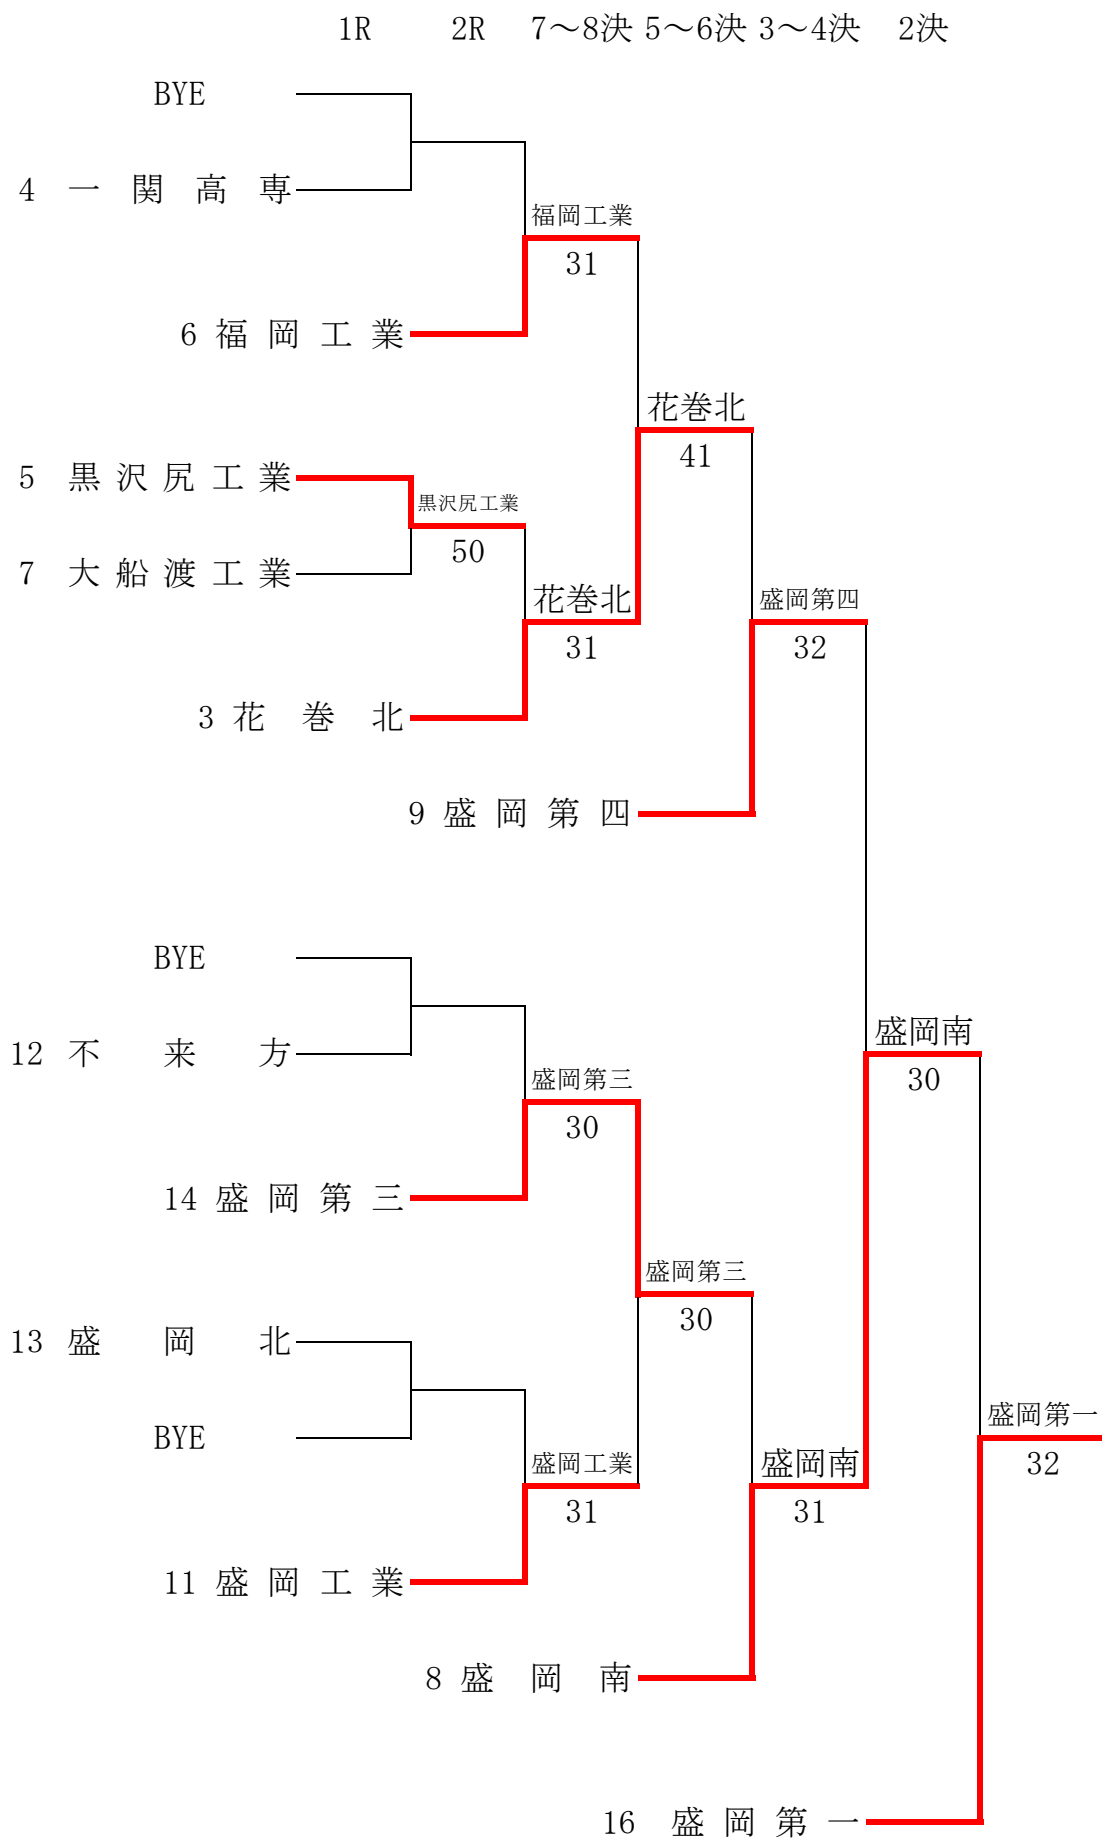 1R 2R 7～8決 5～6決 3～4決 2決
BYE
4 一関高専
福岡工業
31
6 福岡工業
花巻北
41
5 黒沢尻工業
黒沢尻工業
50
7 大船渡工業
花巻北
31
盛岡第四
32
3 花巻北
9 盛岡第四
BYE
盛岡南
30
12 不来方
盛岡第三
30
14 盛岡第三
盛岡第三
30
13 盛岡北
盛岡第一
32
BYE
盛岡工業
31
盛岡南
31
11 盛岡工業
8 盛岡南
16 盛岡第一